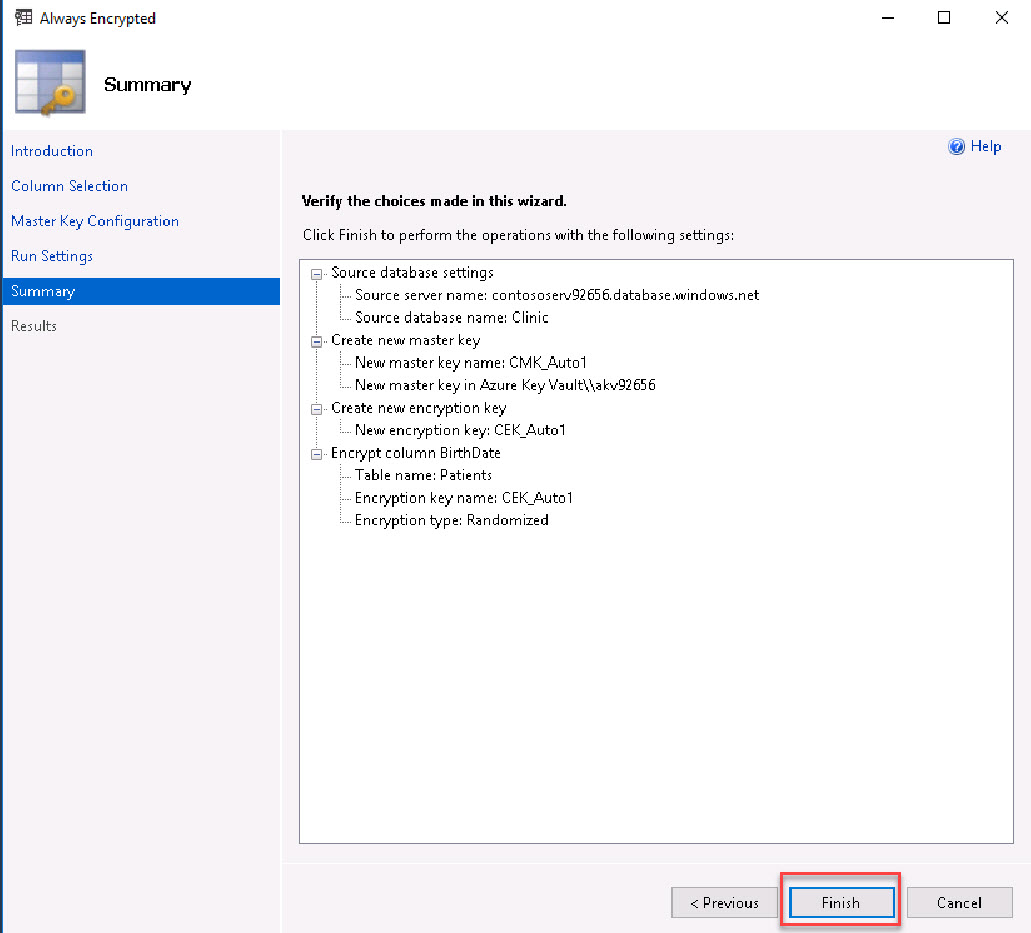 Always Encrypted
Summary
Introduction
Column Selection
Master Key Configuration
Run Settings
Summary
Results
Help
Verify the choices made in this wizard.
Click Finish to perform the operations with the following settings:
Source database settings
Source server name: contososerv92656.database.windows.net
Source database name: Clinic
Create new master key
New master key name: CMK_Auto1
New master key in Azure Key Vault\\akv92656
Create new encryption key
New encryption key: CEK_Auto1
Encrypt column BirthDate
Table name: Patients
Encryption key name: CEK_Auto1
Encryption type: Randomized
< Previous
Finish
Cancel